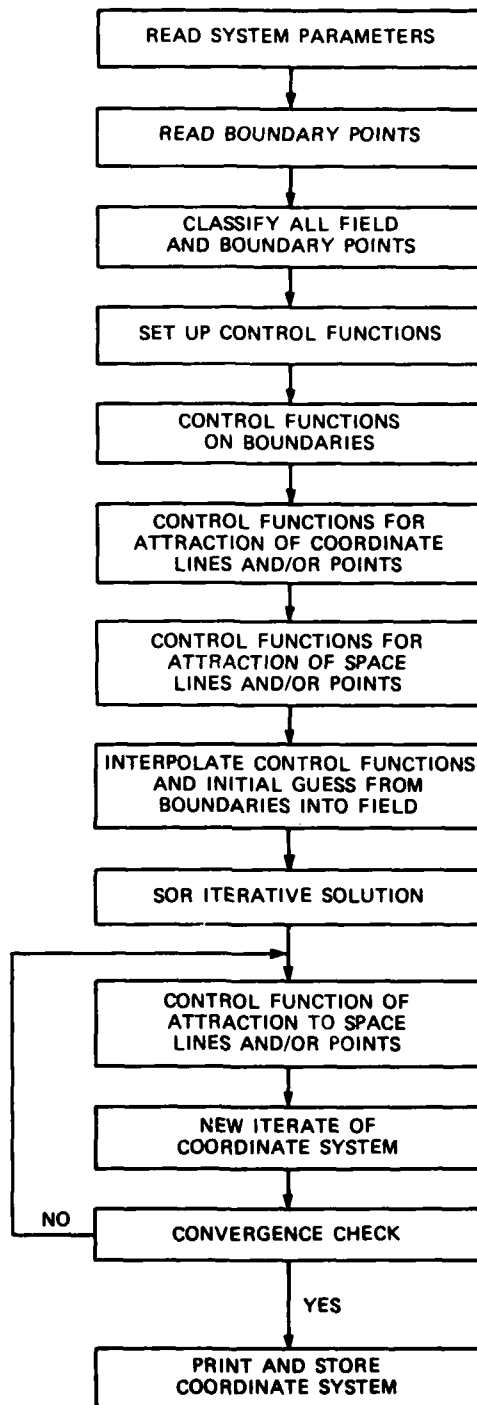 READ SYSTEM PARAMETERS
READ BOUNDARY POINTS
CLASSIFY ALL FIELD
AND BOUNDARY POINTS
SET UP CONTROL FUNCTIONS
CONTROL FUNCTIONS
ON BOUNDARIES
CONTROL FUNCTIONS FOR
ATTRACTION OF COORDINATE
LINES AND/OR POINTS
CONTROL FUNCTIONS FOR
ATTRACTION OF SPACE
LINES AND/OR POINTS
INTERPOLATE CONTROL FUNCTIONS
AND INITIAL GUESS FROM
BOUNDARIES INTO FIELD
SOR ITERATIVE SOLUTION
CONTROL FUNCTION OF
ATTRACTION TO SPACE
LINES AND/OR POINTS
NEW ITERATE OF
COORDINATE SYSTEM
NO
CONVERGENCE CHECK
YES
PRINT AND STORE
COORDINATE SYSTEM